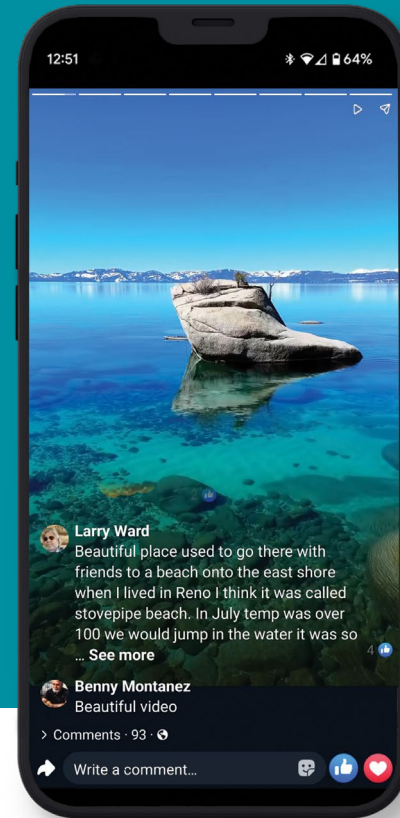 12:51
64%
Larry Ward
Beautiful place used to go there with
friends to a beach onto the east shore
when I lived in Reno I think it was called
stovepipe beach. In July temp was over
100 we would jump in the water it was so
... See more
4
Benny Montanez
Beautiful video
> Comments · 93 ·
Write a comment...